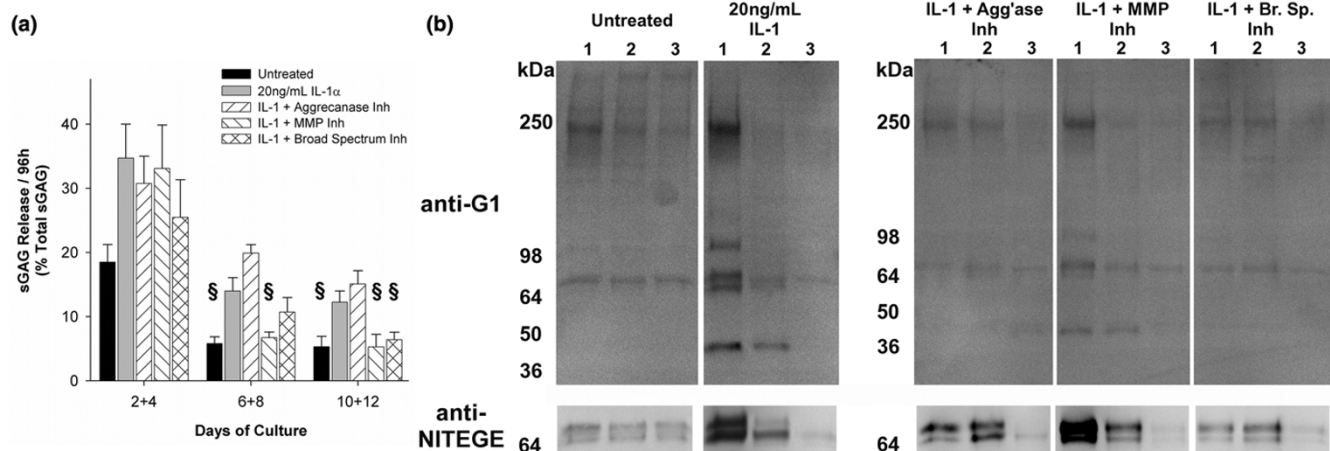 (a)
Untreated
20ng/mL IL-1α
IL-1 + Aggrecanase Inh
IL-1 + MMP Inh
IL-1 + Broad Spectrum Inh
sGAG Release / 96h
(% Total sGAG)
40
30
20
10
0
§ § § § §
2+4 6+8 10+12
Days of Culture
(b)
Untreated
20ng/mL
IL-1
IL-1 + Agg'ase
Inh
IL-1 + MMP
Inh
IL-1 + Br. Sp.
Inh
1 2 3 1 2 3 1 2 3 1 2 3 1 2 3
kDa
250
98
64
50
36
kDa
250
98
64
50
36
anti-G1
anti-
NITEGE
64
64